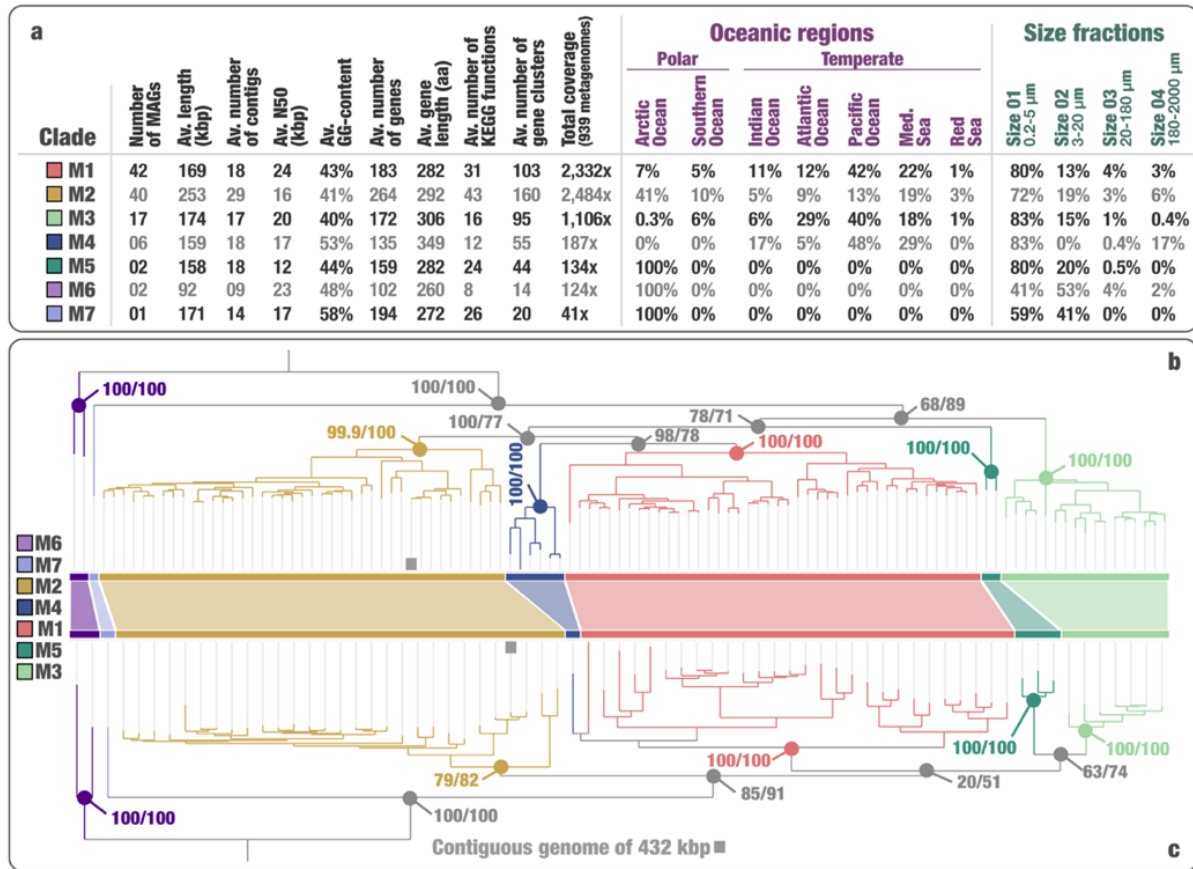 a
Oceanic regions
Size fractions
Polar
Temperate
Clade
Number of MAGs
Av. length (kbp)
Av. number of contigs
Av. N50 (kbp)
Av. GG-content
Av. number of genes
Av. gene length (aa)
Av. number of KEGG functions
Av. number of gene clusters
Total coverage (939 metagenomes)
Arctic Ocean
Southern Ocean
Indian Ocean
Atlantic Ocean
Pacific Ocean
Med. Sea
Red Sea
Size 01 0.2-5 µm
Size 02 3-20 µm
Size 03 20-180 µm
Size 04 180-2000 µm
M1 42 169 18 24 43% 183 282 31 103 2,332x 7% 5% 11% 12% 42% 22% 1% 80% 13% 4% 3%
M2 40 253 29 16 41% 264 292 43 160 2,484x 41% 10% 5% 9% 13% 19% 3% 72% 19% 3% 6%
M3 17 174 17 20 40% 172 306 16 95 1,106x 0.3% 6% 6% 29% 40% 18% 1% 83% 15% 1% 0.4%
M4 06 159 18 17 53% 135 349 12 55 187x 0% 0% 17% 5% 48% 29% 0% 83% 0% 0.4% 17%
M5 02 158 18 12 44% 159 282 24 44 134x 100% 0% 0% 0% 0% 0% 0% 80% 20% 0.5% 0%
M6 02 92 09 23 48% 102 260 8 14 124x 100% 0% 0% 0% 0% 0% 0% 41% 53% 4% 2%
M7 01 171 14 17 58% 194 272 26 20 41x 100% 0% 0% 0% 0% 0% 0% 59% 41% 0% 0%
b
100/100
100/100
68/89
78/71
100/77
98/78
99.9/100
100/100
100/100
100/100
100/100
M6
M7
M2
M4
M1
M5
M3
100/100
100/100
100/100
63/74
79/82
20/51
85/91
100/100
100/100
Contiguous genome of 432 kbp
c